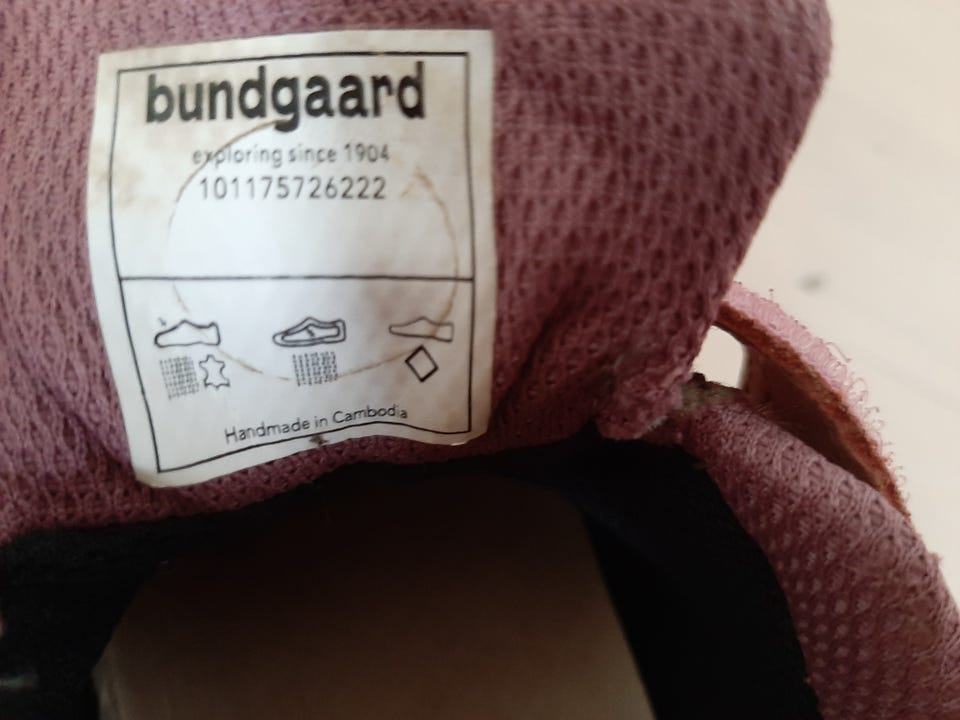 bundgaard
exploring since 1904
101175726222
Handmade in Cambodia